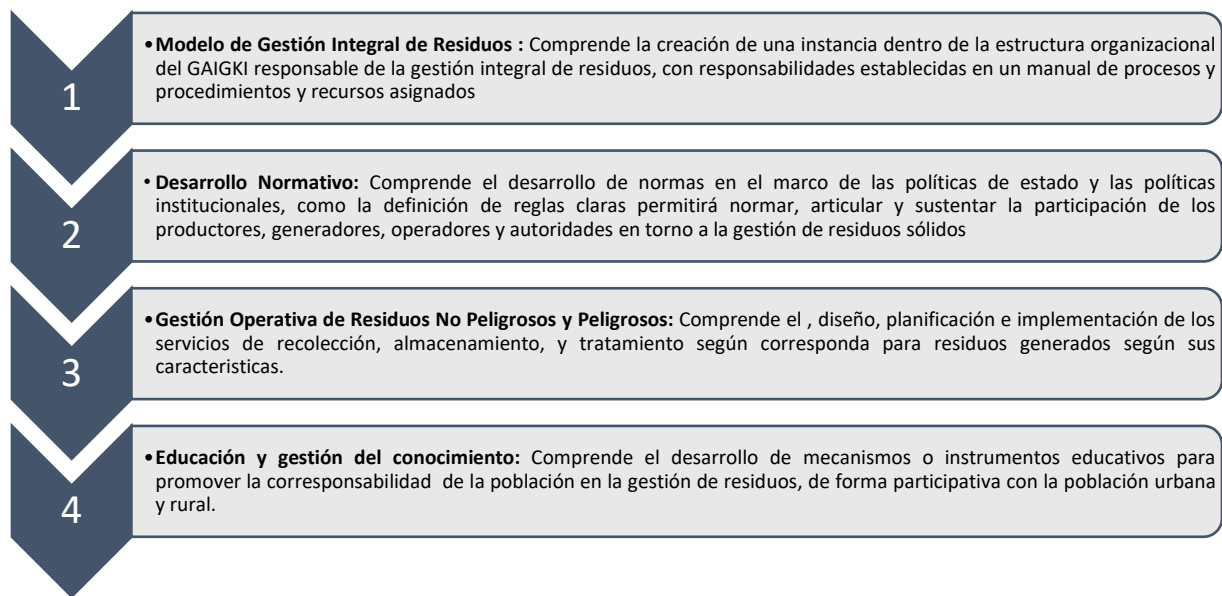 1
•Modelo de Gestión Integral de Residuos : Comprende la creación de una instancia dentro de la estructura organizacional
del GAIGKI responsable de la gestión integral de residuos, con responsabilidades establecidas en un manual de procesos y
procedimientos y recursos asignados
2
• Desarrollo Normativo: Comprende el desarrollo de normas en el marco de las políticas de estado y las políticas
institucionales, como la definición de reglas claras permitirá normar, articular y sustentar la participación de los
productores, generadores, operadores y autoridades en torno a la gestión de residuos sólidos
3
•Gestión Operativa de Residuos No Peligrosos y Peligrosos: Comprende el , diseño, planificación e implementación de los
servicios de recolección, almacenamiento, y tratamiento según corresponda para residuos generados según sus
caracteristicas.
4
•Educación y gestión del conocimiento: Comprende el desarrollo de mecanismos o instrumentos educativos para
promover la corresponsabilidad de la población en la gestión de residuos, de forma participativa con la población urbana
y rural.